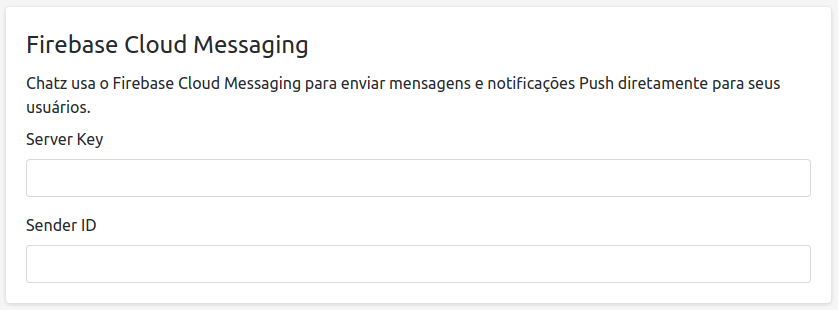 Firebase Cloud Messaging
Chatz usa o Firebase Cloud Messaging para enviar mensagens e notificações Push diretamente para seus
usuários.
Server Key
Sender ID